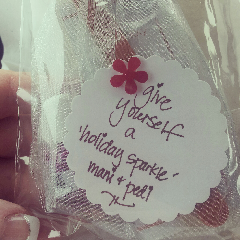 give
yourself
a
'holiday sparkle'
mani + pedi